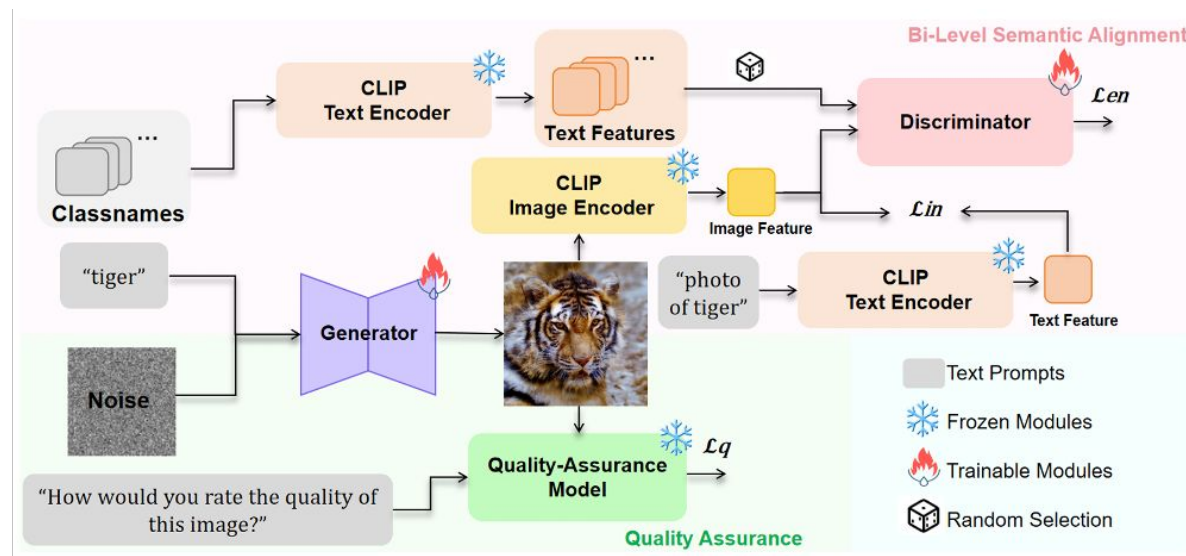 Bi-Level Semantic Alignment
CLIP
Text Encoder
...
Text Features
...
Discriminator
Len
Classnames
...
CLIP
Image Encoder
Image Feature
Lin
"tiger"
Generator
"photo
of tiger"
CLIP
Text Encoder
Text Feature
Noise
Quality-Assurance
Model
Lq
"How would you rate the quality of
this image?"
Quality Assurance
Text Prompts
Frozen Modules
Trainable Modules
Random Selection